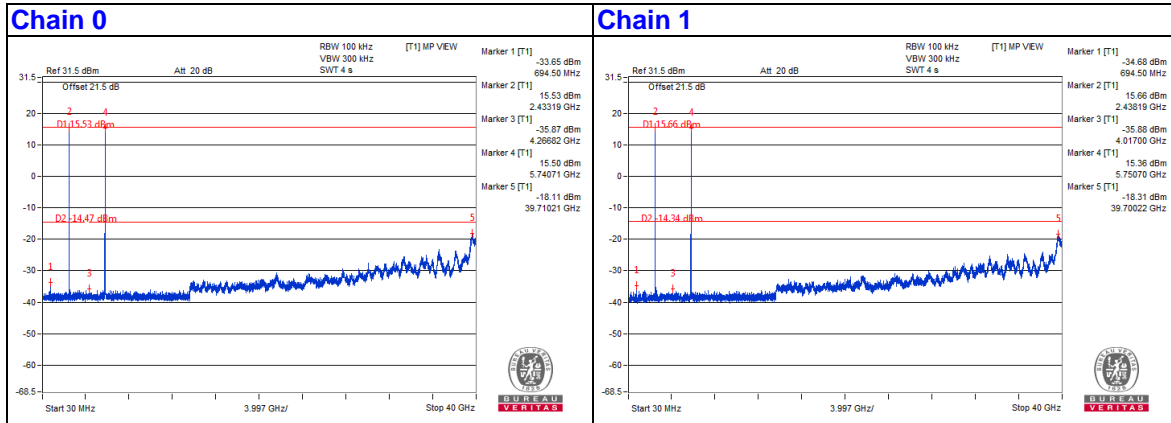 Chain 0
RBW 100 kHz [T1] MP VIEW
VBW 300 kHz
Ref 31.5 dBm Att 20 dB SWT 4 s
31.5
Offset 21.5 dB
20
10
0
-10
-20
-30
-40
-50
-60
-68.5
2 4
D1 15.53 dBm
D2 -14.47 dBm
5
1
3
Start 30 MHz 3.997 GHz/ Stop 40 GHz
Marker 1 [T1]
-33.65 dBm
694.50 MHz
Marker 2 [T1]
15.53 dBm
2.43319 GHz
Marker 3 [T1]
-35.87 dBm
4.26682 GHz
Marker 4 [T1]
15.50 dBm
5.74071 GHz
Marker 5 [T1]
-18.11 dBm
39.71021 GHz
BUREAU VERITAS
1828
BUREAU
VERITAS
Chain 1
RBW 100 kHz [T1] MP VIEW
VBW 300 kHz
Ref 31.5 dBm Att 20 dB SWT 4 s
31.5
Offset 21.5 dB
20
10
0
-10
-20
-30
-40
-50
-60
-68.5
2 4
D1 15.66 dBm
D2 -14.34 dBm
5
1
3
Start 30 MHz 3.997 GHz/ Stop 40 GHz
Marker 1 [T1]
-34.68 dBm
694.50 MHz
Marker 2 [T1]
15.66 dBm
2.43819 GHz
Marker 3 [T1]
-35.88 dBm
4.01700 GHz
Marker 4 [T1]
15.36 dBm
5.75070 GHz
Marker 5 [T1]
-18.31 dBm
39.70022 GHz
BUREAU VERITAS
1828
BUREAU
VERITAS